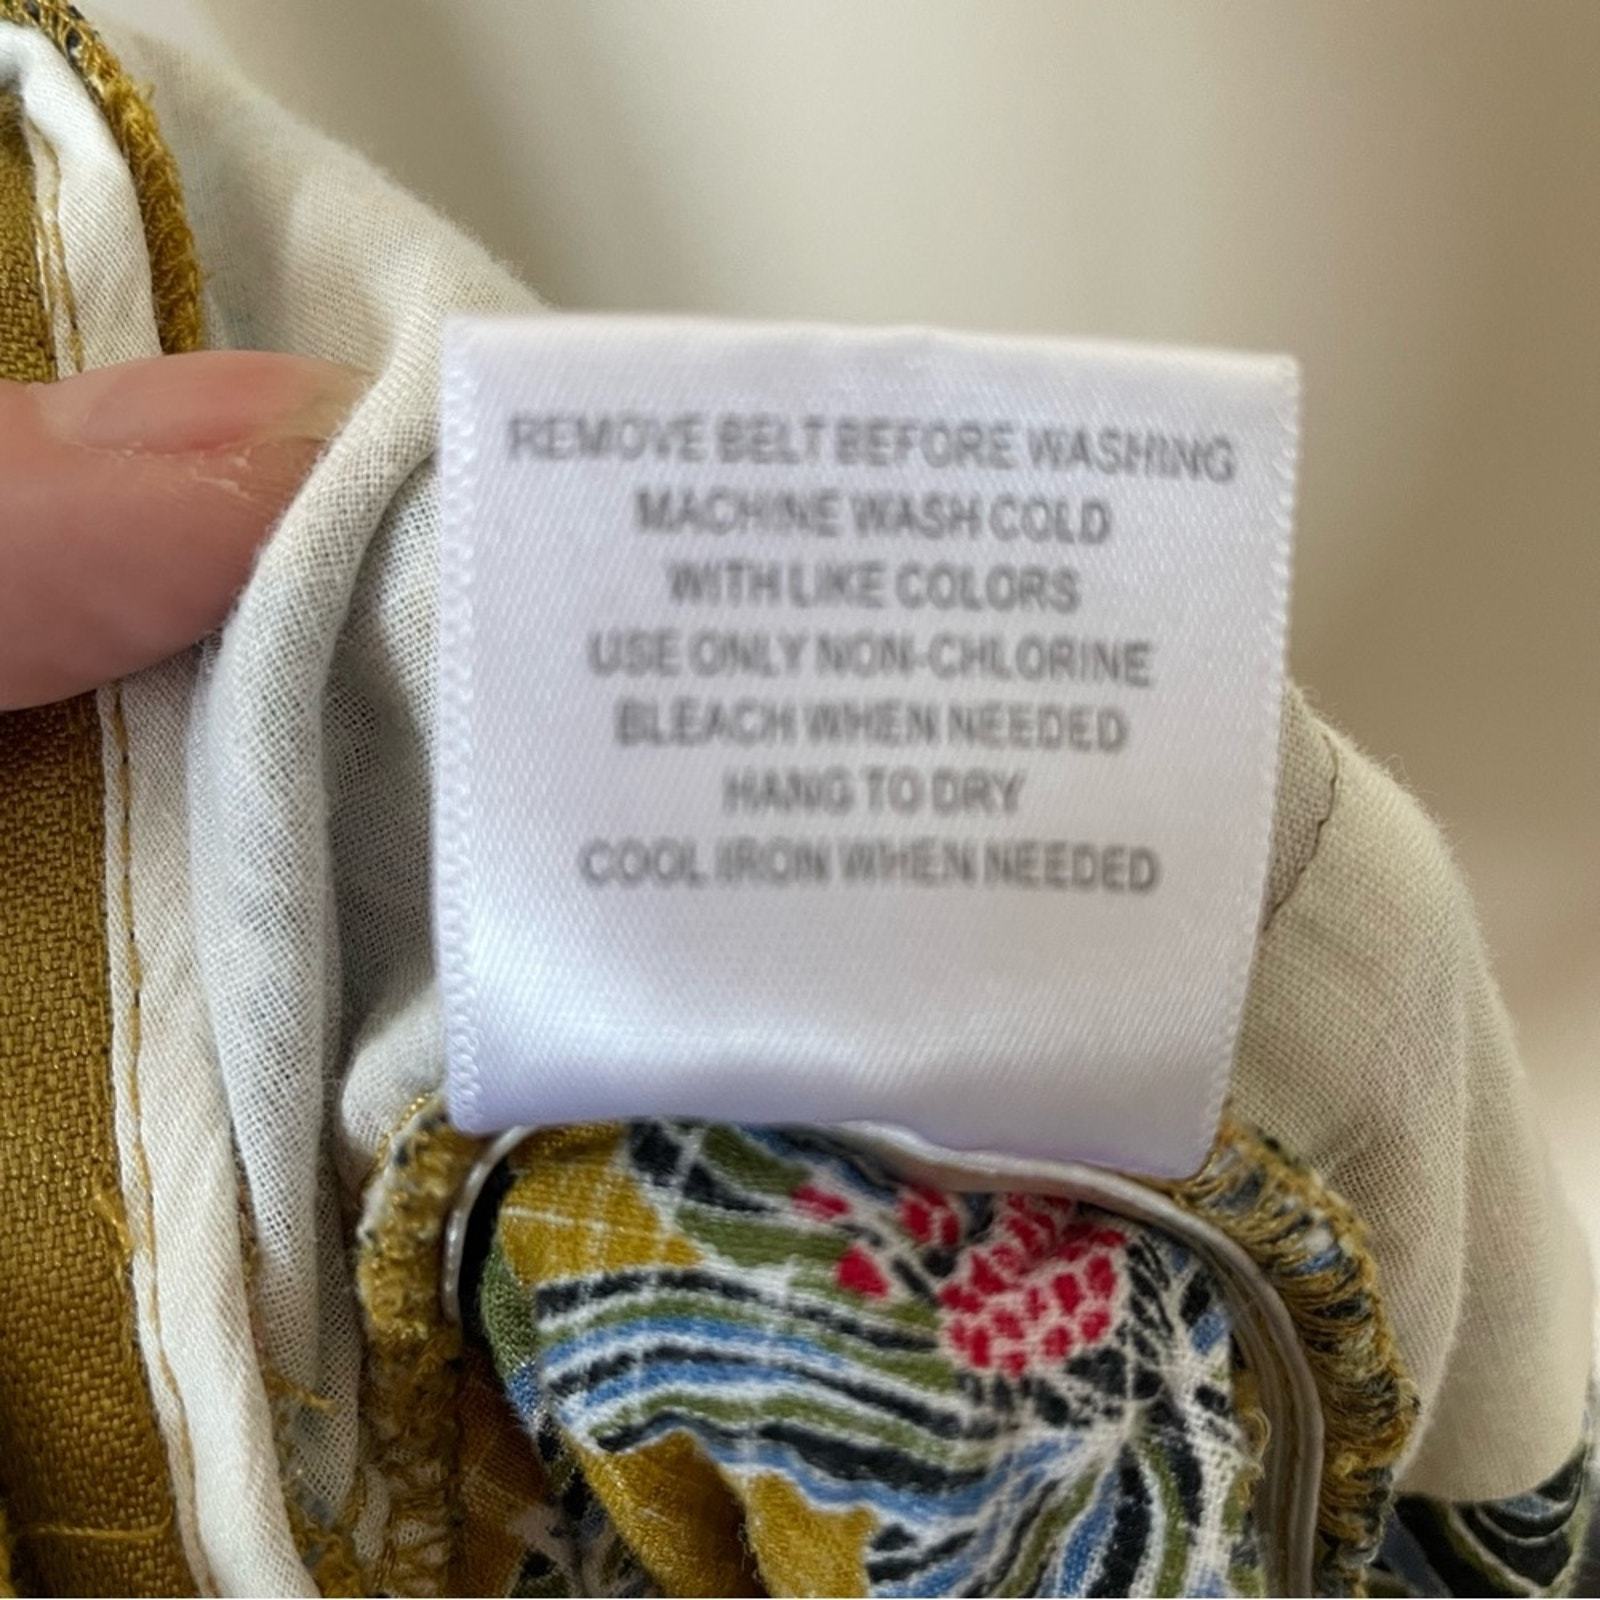 REMOVE BELT BEFORE WASHING
MACHINE WASH COLD
WITH LIKE COLORS
USE ONLY NON-CHLORINE
BLEACH WHEN NEEDED
HANG TO DRY
COOL IRON WHEN NEEDED